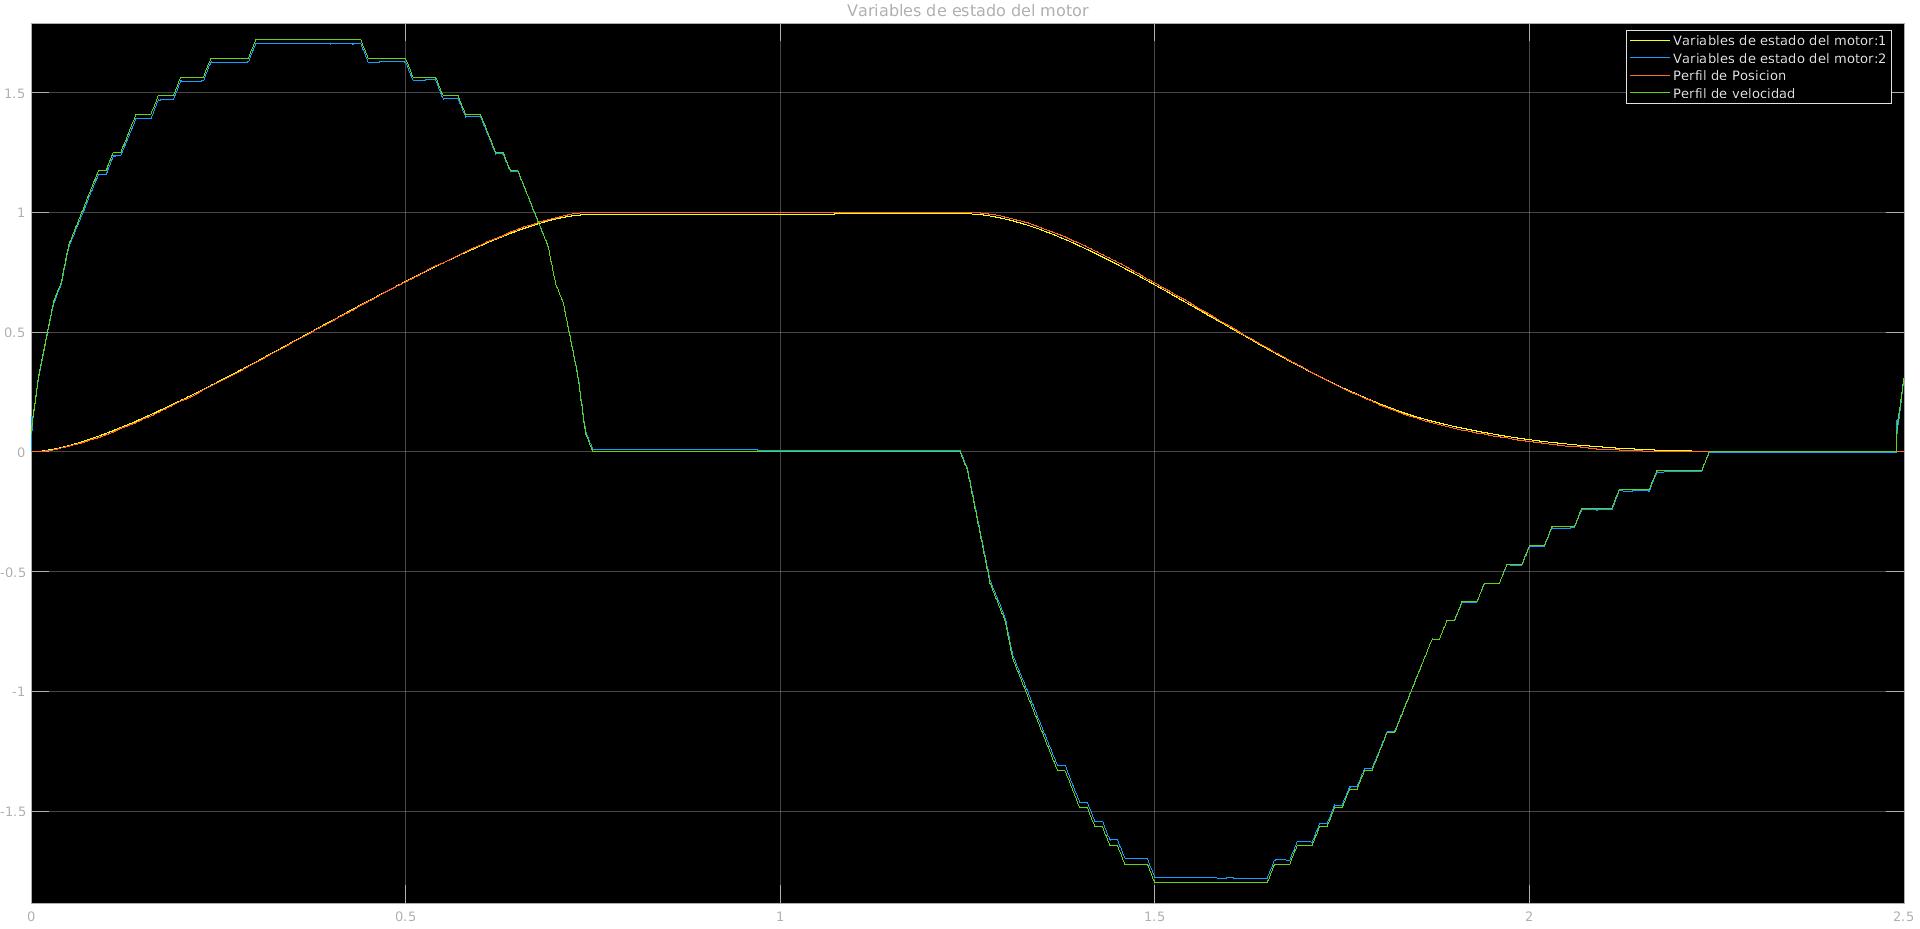 Variables de estado del motor
Variables de estado del motor:1
Variables de estado del motor:2
Perfil de Posicion
Perfil de velocidad
1.5
1
0.5
0
-0.5
-1
-1.5
0 0.5 1 1.5 2 2.5